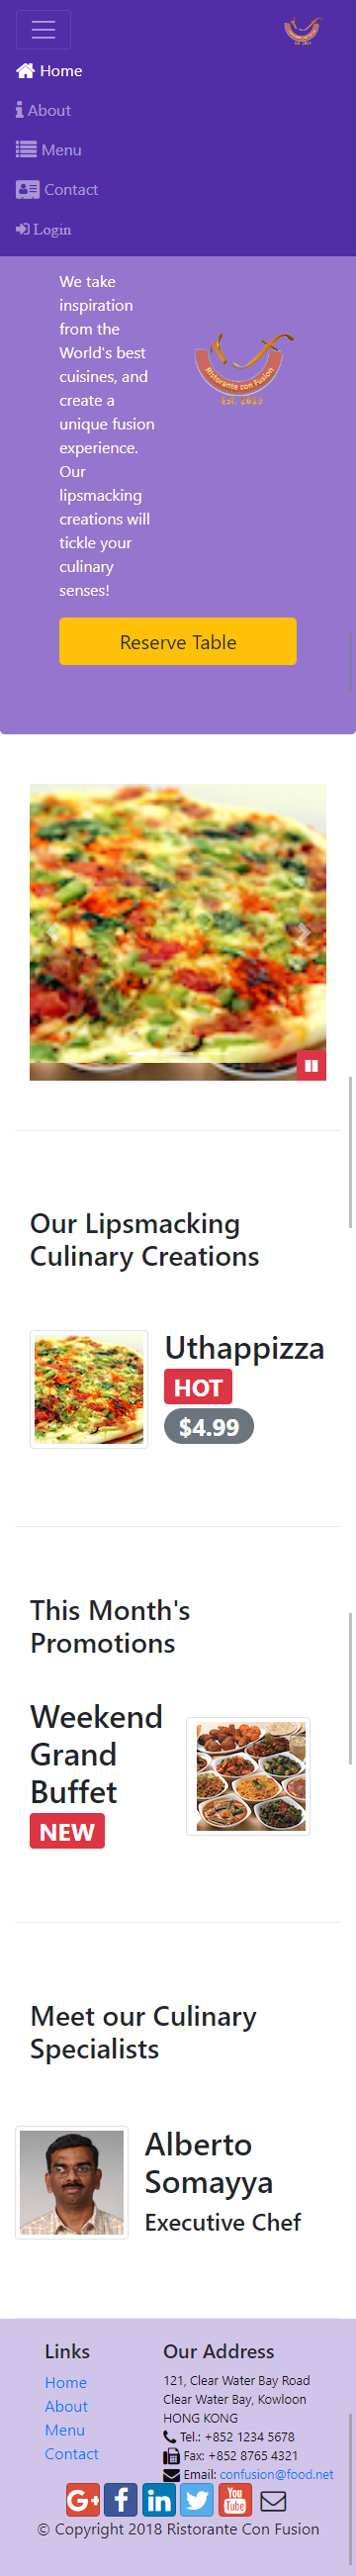 Home
About
Menu
Contact
Login
We take
inspiration
from the
World's best
cuisines, and
create a
unique fusion
experience.
Our
lipsmacking
creations will
tickle your
culinary
senses!
Ristorante con Fusion
Est. 2013
Reserve Table
Our Lipsmacking
Culinary Creations
Uthappizza
HOT
$4.99
This Month's
Promotions
Weekend
Grand
Buffet
NEW
Meet our Culinary
Specialists
Alberto
Somayya
Executive Chef
Links
Home
About
Menu
Contact
Our Address
121, Clear Water Bay Road
Clear Water Bay, Kowloon
HONG KONG
Tel.: +852 1234 5678
Fax: +852 8765 4321
Email: confusion@food.net
G+ f in You Tube
© Copyright 2018 Ristorante Con Fusion